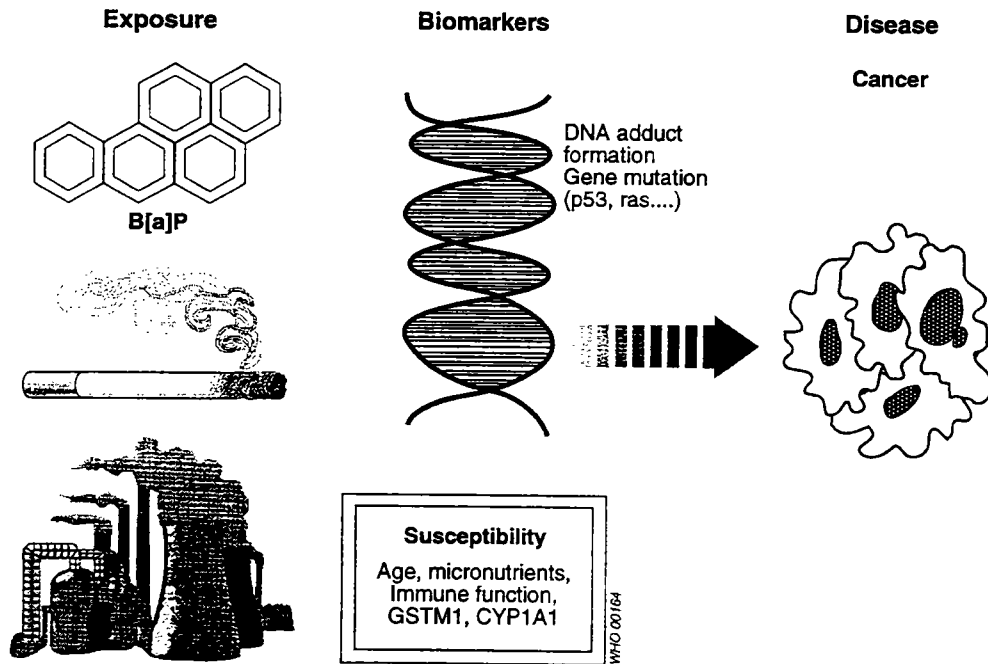 Exposure
Biomarkers
Disease
Cancer
B[a]P
DNA adduct
formation
Gene mutation
(p53, ras....)
Susceptibility
Age, micronutrients,
Immune function,
GSTM1, CYP1A1
WHO 00164